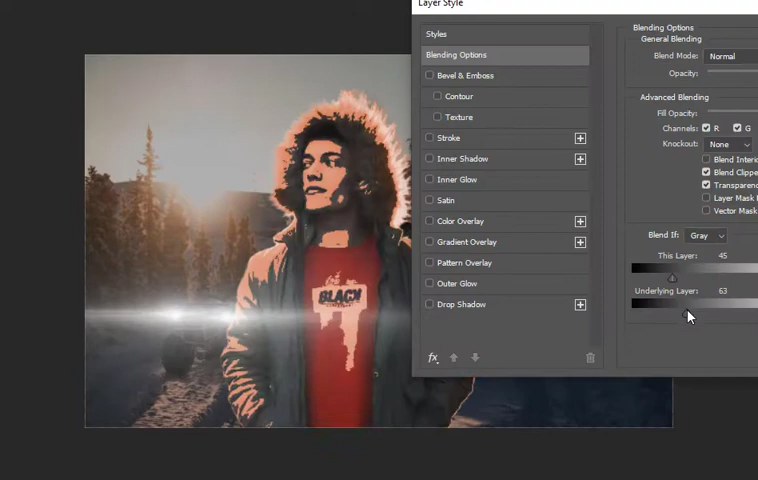 Layer Style
Styles
Blending Options
Bevel & Emboss
Contour
Texture
Stroke
Inner Shadow
Inner Glow
Satin
Color Overlay
Gradient Overlay
Pattern Overlay
Outer Glow
Drop Shadow
fx
Blending Options
General Blending
Blend Mode: Normal
Opacity:
Advanced Blending
Fill Opacity:
Channels: R G
Knockout: None
Blend Interi
Blend Clippe
Transparen
Layer Mask
Vector Mask
Blend If: Gray
This Layer: 45
Underlying Layer: 63
BLACK